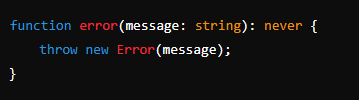 function error(message: string): never {
    throw new Error(message);
}